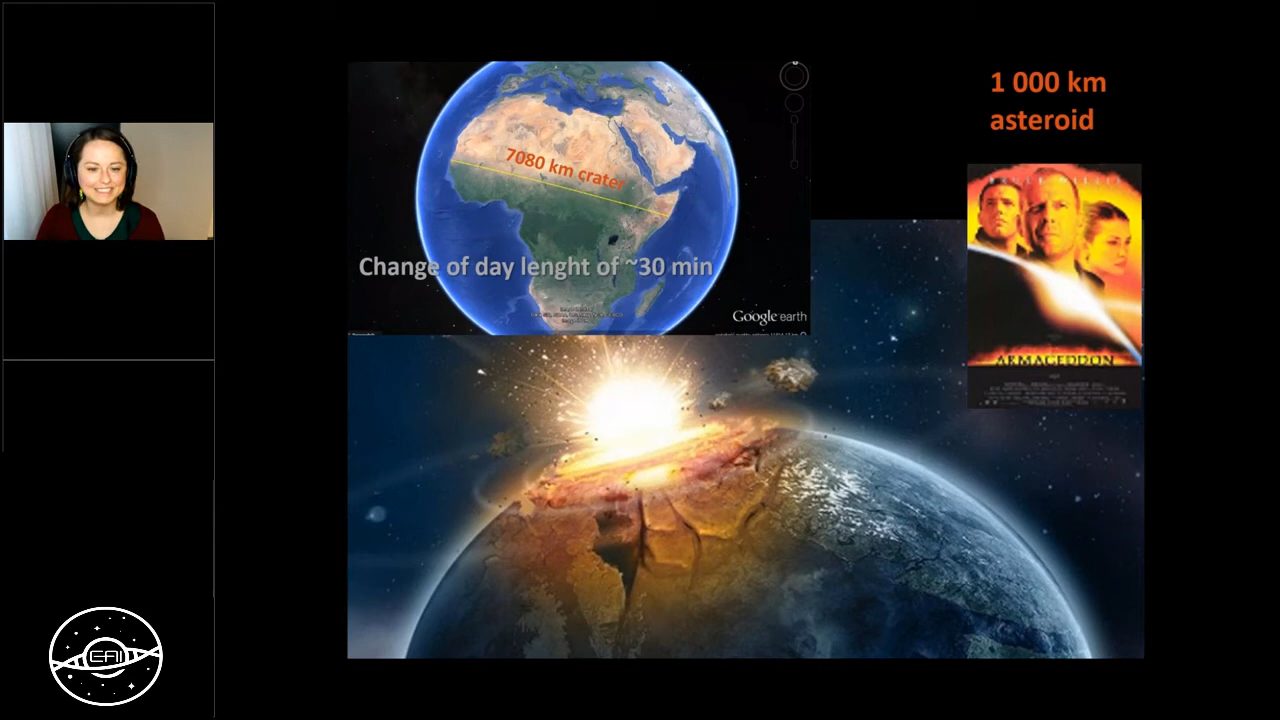 7080 km crater
Change of day lenght of ~30 min
Google earth
1 000 km
asteroid
ARMAGEDDON
EAI